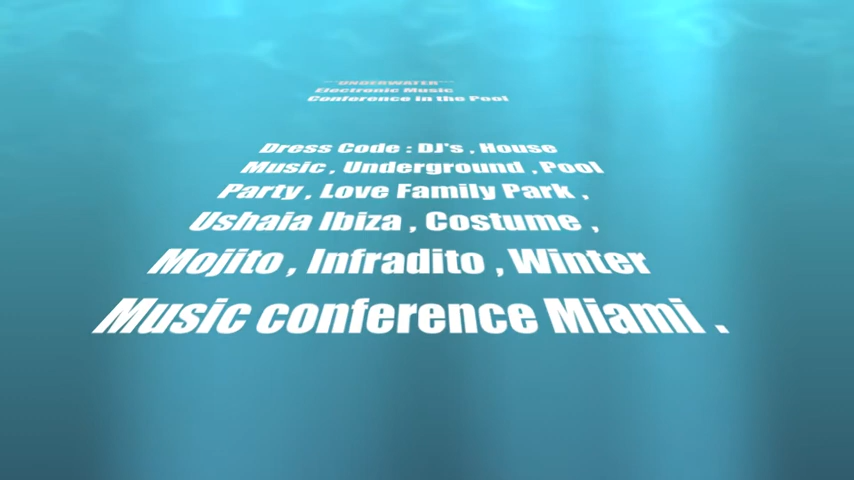 """UNDERWATER"""
Electronic Music
Conference in the Pool
Dress Code : DJ's , House
Music , Underground , Pool
Party , Love Family Park ,
Ushaia Ibiza , Costume ,
Mojito , Infradito , Winter
Music conference Miami .